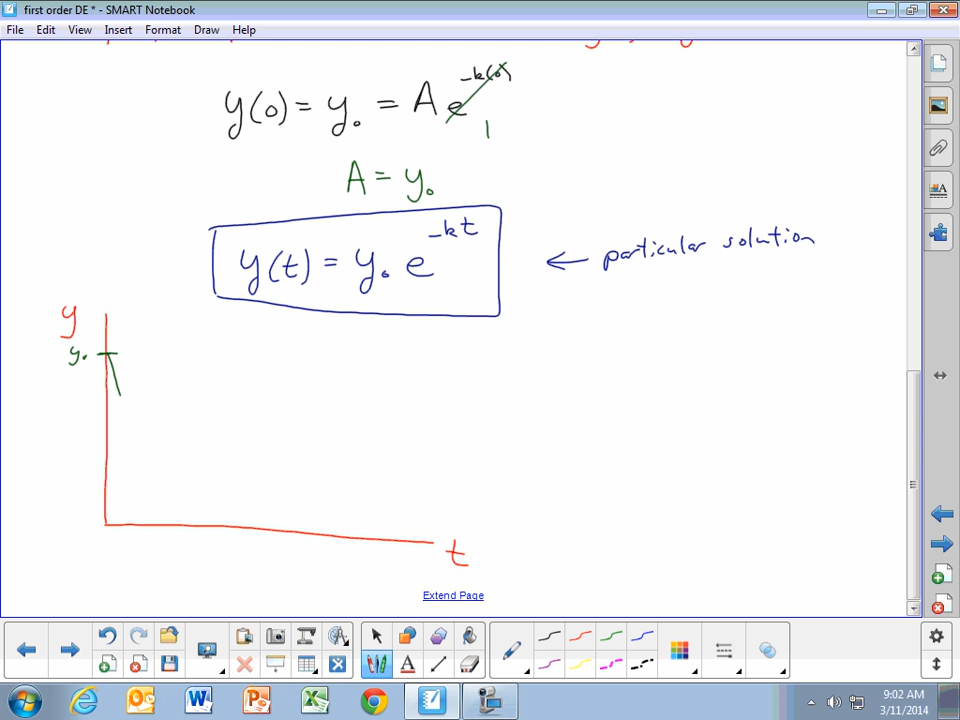 first order DE * - SMART Notebook
File Edit View Insert Format Draw Help
y(0) = y₀ = A e^-k(0)
1
A = y₀
y(t) = y₀ e^-kt
← particular solution
y
y₀
t
Extend Page
9:02 AM
3/11/2014